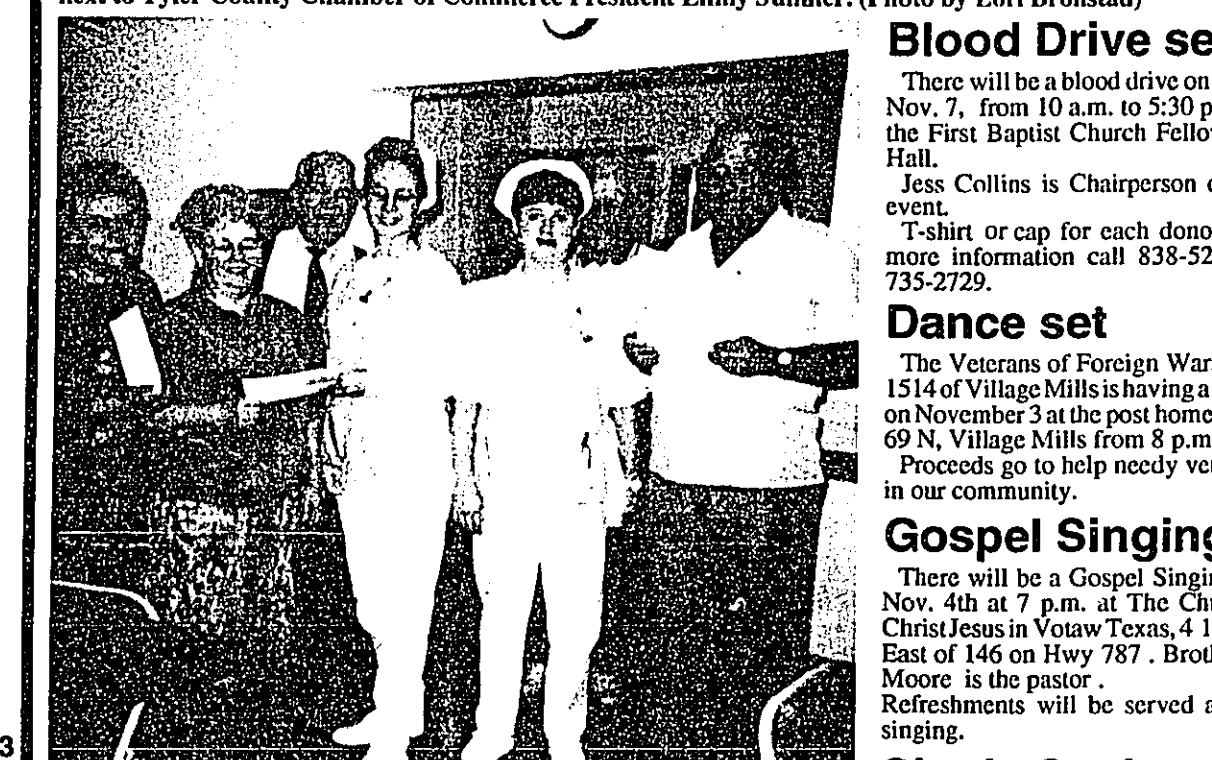 next to Tyler County Chamber of Commerce President Emmy Sumner. (Photo by Lori Bronstad)
Blood Drive se
There will be a blood drive on
Nov. 7, from 10 a.m. to 5:30 p
the First Baptist Church Fello
Hall.
Jess Collins is Chairperson
event.
T-shirt or cap for each dono
more information call 838-52
735-2729.
Dance set
The Veterans of Foreign War
1514 of Village Mills is having a
on November 3 at the post home
69 N, Village Mills from 8 p.m
Proceeds go to help needy ve
in our community.
Gospel Singing
There will be a Gospel Singin
Nov. 4th at 7 p.m. at The Chu
Christ Jesus in Votaw Texas, 4 1
East of 146 on Hwy 787 . Broth
Moore is the pastor .
Refreshments will be served a
singing.
3